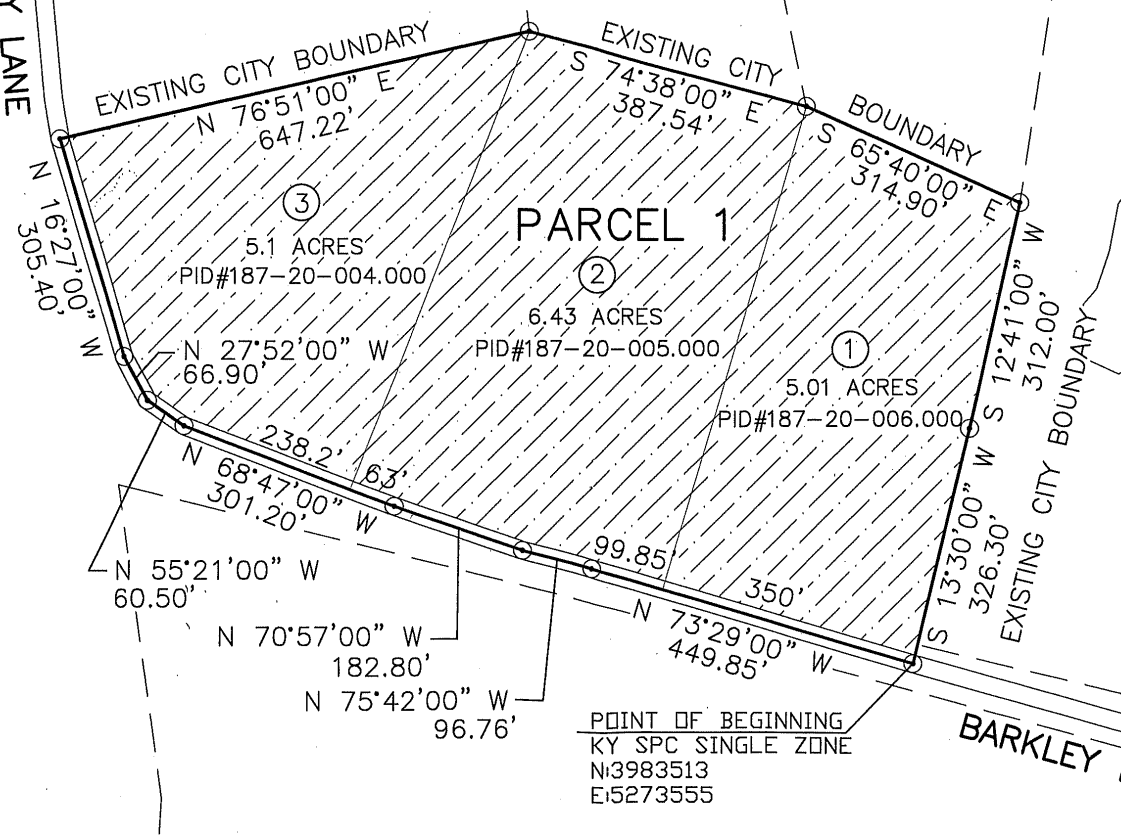 Y LANE
EXISTING CITY BOUNDARY
N 76°51'00" E
647.22'
EXISTING CITY BOUNDARY
S 74°38'00" E
387.54'
S 65°40'00" E
314.90'
N 16°27'00" W
305.40'
3
5.1 ACRES
PID#187-20-004.000
PARCEL 1
2
6.43 ACRES
PID#187-20-005.000
1
5.01 ACRES
PID#187-20-006.000
S 12°41'00" W
312.00'
S 13°30'00" W
326.30'
EXISTING CITY BOUNDARY
N 27°52'00" W
66.90'
238.2'
63'
N 68°47'00" W
301.20'
99.85'
350'
N 55°21'00" W
60.50'
N 70°57'00" W
182.80'
N 75°42'00" W
96.76'
N 73°29'00" W
449.85'
POINT OF BEGINNING
KY SPC SINGLE ZONE
N:3983513
E:5273555
BARKLEY